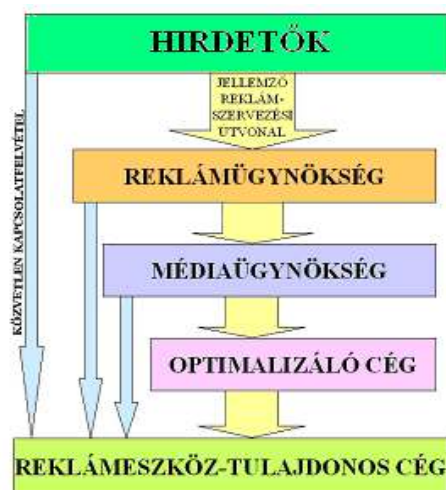 HIRDETŐK
JELLEMZŐ
REKLÁM-
SZERVEZÉSI
ÚTVONAL
KÖZVETLEN KAPCSOLATFELVÉTEL
REKLÁMÜGYNÖKSÉG
MÉDIAÜGYNÖKSÉG
OPTIMALIZÁLÓ CÉG
REKLÁMESZKÖZ-TULAJDONOS CÉG